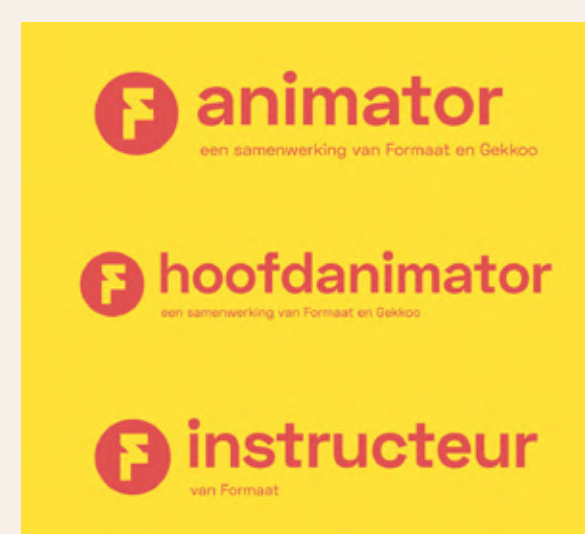 F animator
een samenwerking van Formaat en Gekkoo
F hoofdanimator
een samenwerking van Formaat en Gekkoo
F instructeur
van Formaat